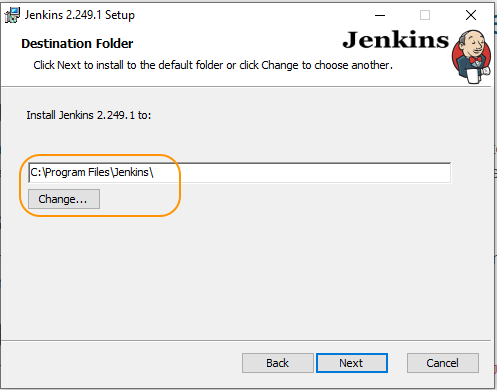 Jenkins 2.249.1 Setup
Destination Folder
Jenkins
Click Next to install to the default folder or click Change to choose another.
Install Jenkins 2.249.1 to:
C:\Program Files\Jenkins\
Change...
Back
Next
Cancel